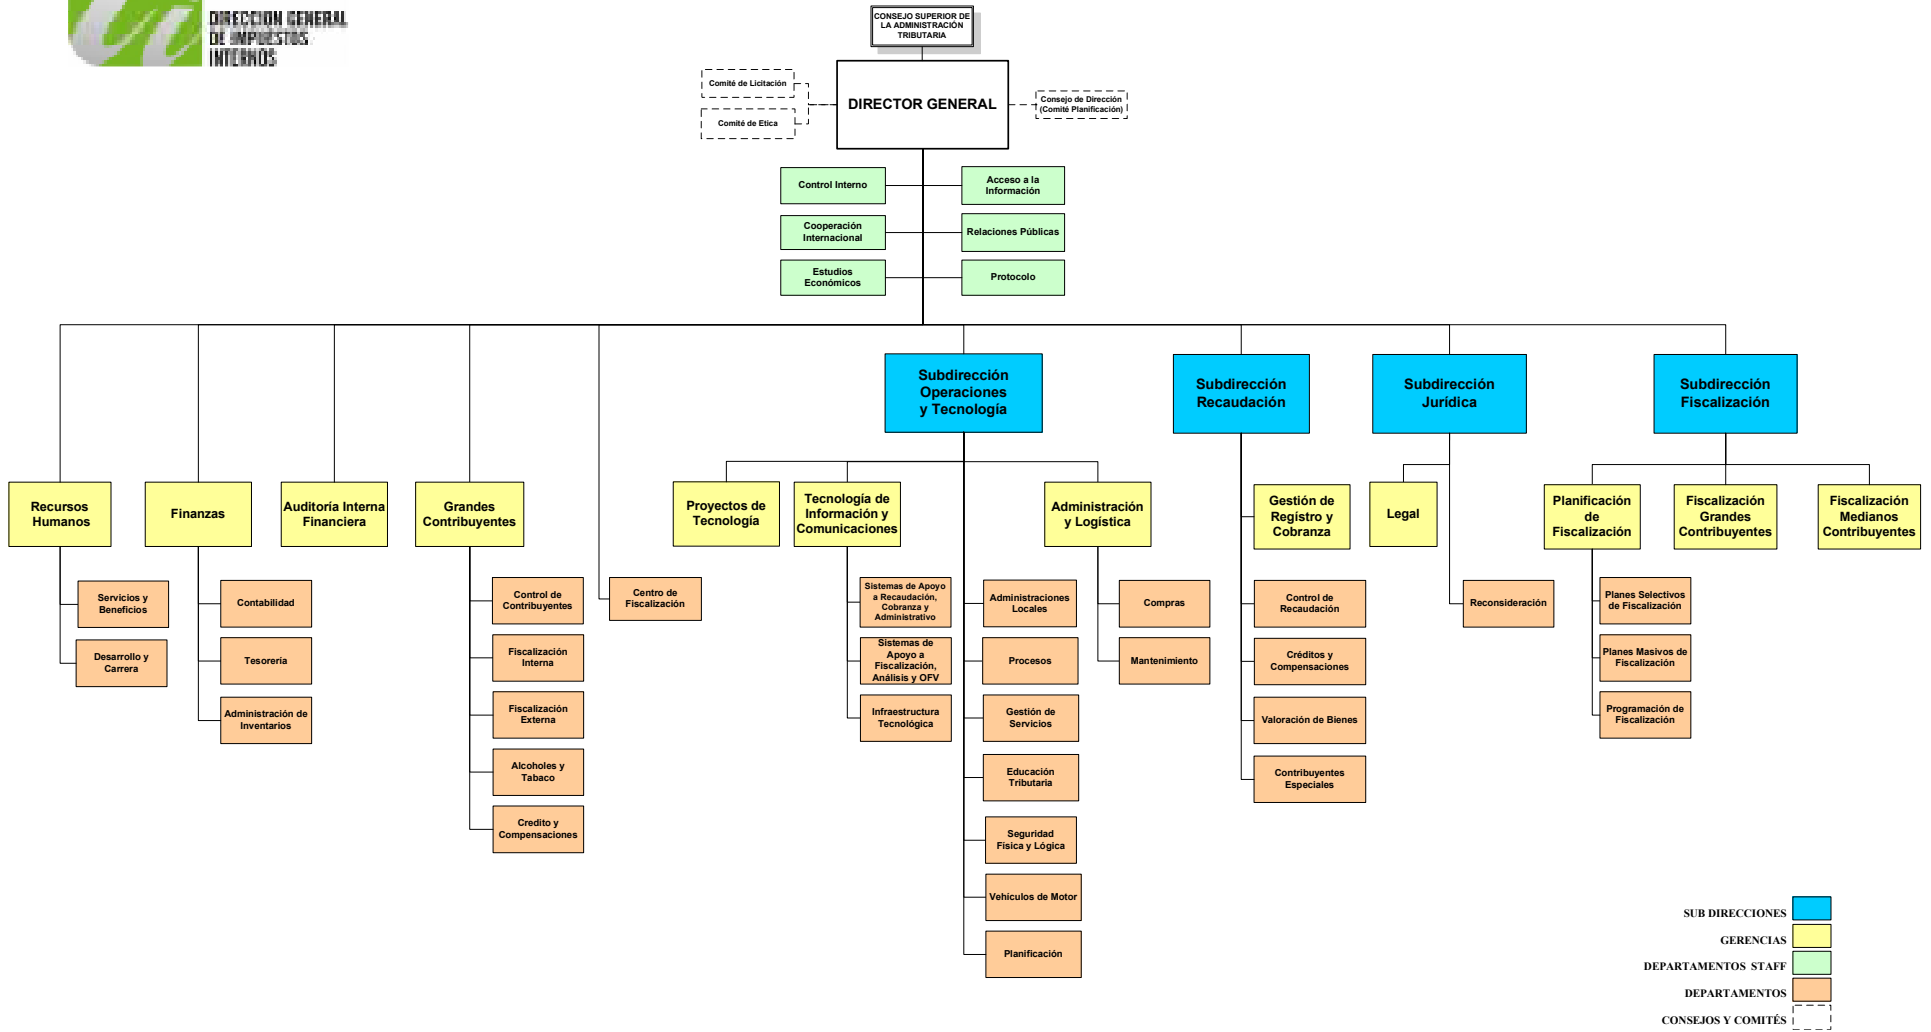 DIRECCION GENERAL
DE IMPUESTOS
INTERNOS
CONSEJO SUPERIOR DE
LA ADMINISTRACIÓN
TRIBUTARIA
Comité de Licitación
DIRECTOR GENERAL
Consejo de Dirección
(Comité Planificación)
Comité de Etica
Control Interno
Acceso a la
Información
Cooperación
Internacional
Relaciones Públicas
Estudios
Económicos
Protocolo
Subdirección
Operaciones
y Tecnología
Subdirección
Recaudación
Subdirección
Jurídica
Subdirección
Fiscalización
Recursos
Humanos
Finanzas
Auditoría Interna
Financiera
Grandes
Contribuyentes
Proyectos de
Tecnología
Tecnología de
Información y
Comunicaciones
Administración
y Logística
Gestión de
Registro y
Cobranza
Legal
Planificación
de
Fiscalización
Fiscalización
Grandes
Contribuyentes
Fiscalización
Medianos
Contribuyentes
Servicios y
Beneficios
Contabilidad
Control de
Contribuyentes
Centro de
Fiscalización
Sistemas de Apoyo
a Recaudación,
Cobranza y
Administrativo
Administraciones
Locales
Compras
Control de
Recaudación
Reconsideración
Planes Selectivos
de Fiscalización
Desarrollo y
Carrera
Tesorería
Fiscalización
Interna
Sistemas de
Apoyo a
Fiscalización,
Análisis y OFV
Procesos
Mantenimiento
Créditos y
Compensaciones
Planes Masivos de
Fiscalización
Administración de
Inventarios
Fiscalización
Externa
Infraestructura
Tecnológica
Gestión de
Servicios
Valoración de Bienes
Programación de
Fiscalización
Alcoholes y
Tabaco
Educación
Tributaria
Contribuyentes
Especiales
Credito y
Compensaciones
Seguridad
Física y Lógica
Vehículos de Motor
Planificación
SUB DIRECCIONES
GERENCIAS
DEPARTAMENTOS STAFF
DEPARTAMENTOS
CONSEJOS Y COMITÉS